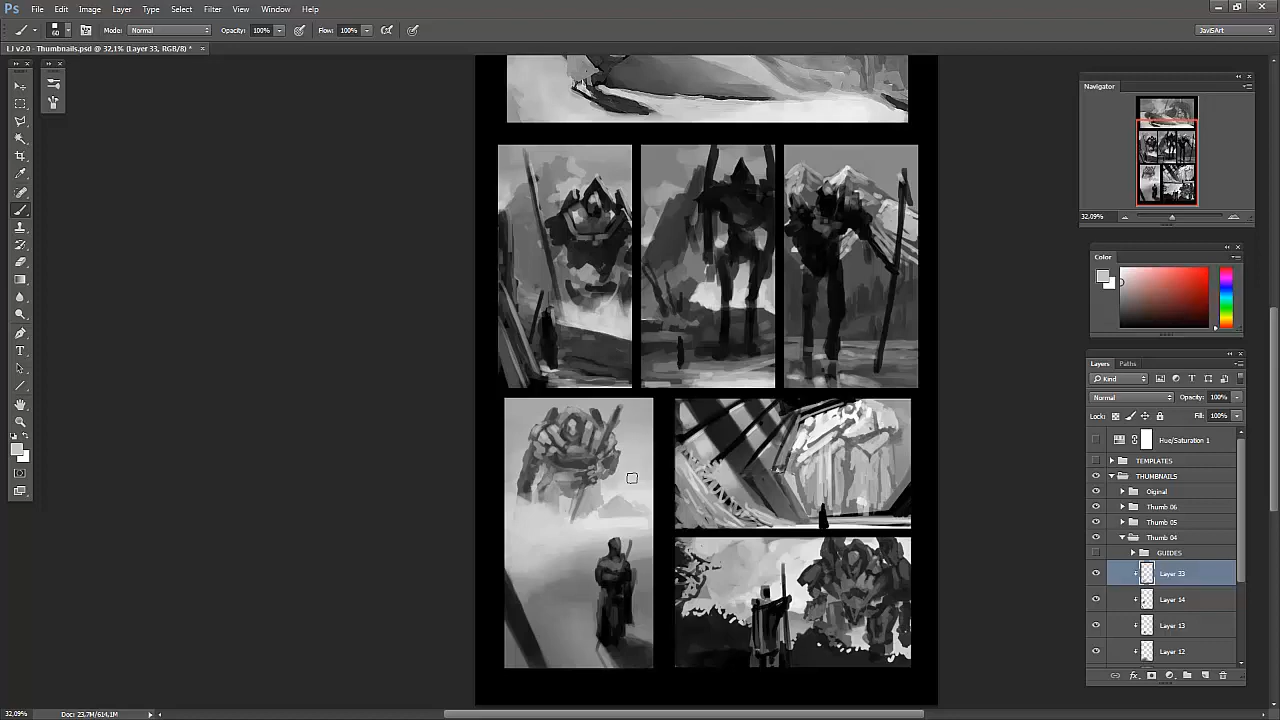 Ps File Edit Image Layer Type Select Filter View Window Help
60 Mode: Normal Opacity: 100% Flow: 100% JaviSArt
LJ v2.0 - Thumbnails.psd @ 32,1% (Layer 33, RGB/8) * ×
Navigator
32,09%
Color
Layers Paths
Kind
Normal Opacity: 100%
Lock: Fill: 100%
Hue/Saturation 1
TEMPLATES
THUMBNAILS
Original
Thumb 06
Thumb 05
Thumb 04
GUIDES
Layer 33
Layer 14
Layer 13
Layer 12
32,09% Doc: 23,7M/614,1M